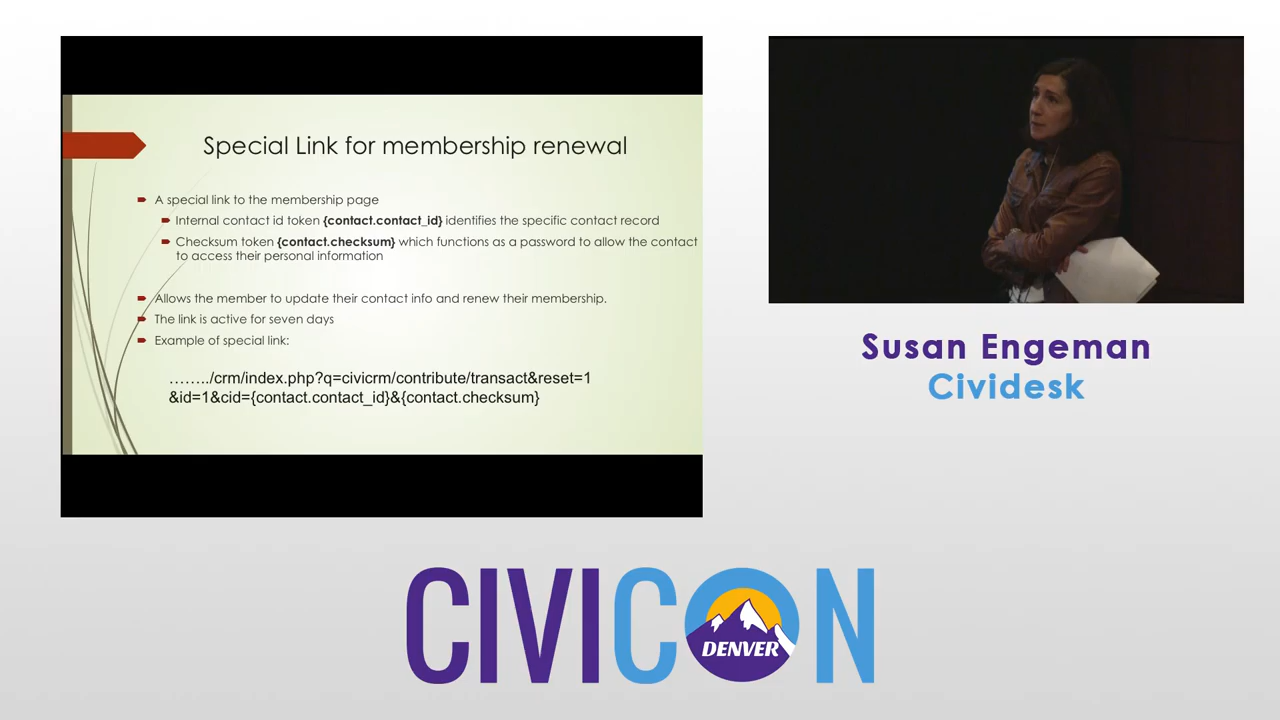 Special Link for membership renewal
A special link to the membership page
Internal contact id token {contact.contact_id} identifies the specific contact record
Checksum token {contact.checksum} which functions as a password to allow the contact
to access their personal information
Allows the member to update their contact info and renew their membership.
The link is active for seven days
Example of special link:
……../crm/index.php?q=civicrm/contribute/transact&reset=1
&id=1&cid={contact.contact_id}&{contact.checksum}
Susan Engeman
Cividesk
CIVICON
DENVER